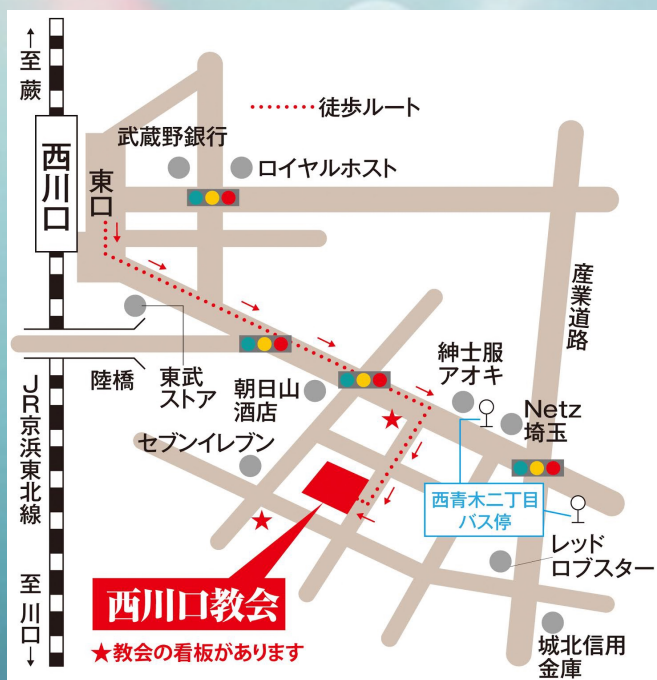 ↑至 蕨
西川口
東口
徒歩ルート
武蔵野銀行
ロイヤルホスト
産業道路
陸橋
東武
ストア
朝日山
酒店
紳士服
アオキ
Netz
埼玉
セブンイレブン
西青木二丁目
バス停
JR京浜東北線
レッド
ロブスター
西川口教会
★教会の看板があります
城北信用
金庫
至 川口↓